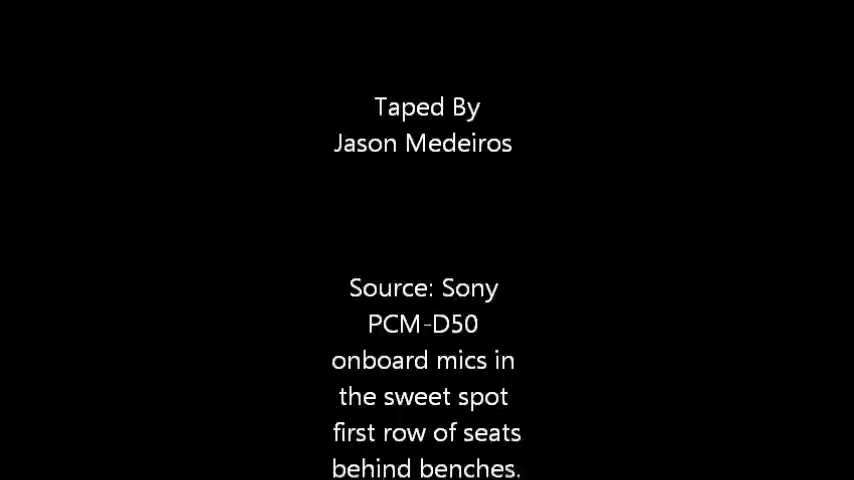 Taped By
Jason Medeiros
Source: Sony
PCM-D50
onboard mics in
the sweet spot
first row of seats
behind benches.